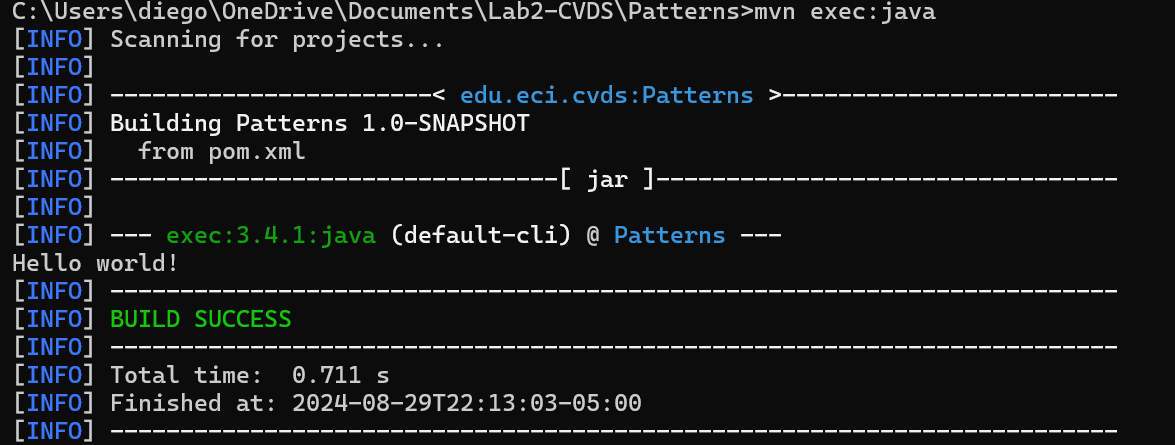 C:\Users\diego\OneDrive\Documents\Lab2-CVDS\Patterns>mvn exec:java
[INFO] Scanning for projects...
[INFO]
[INFO] -----------------------< edu.eci.cvds:Patterns >------------------------
[INFO] Building Patterns 1.0-SNAPSHOT
[INFO]   from pom.xml
[INFO] --------------------------------[ jar ]---------------------------------
[INFO]
[INFO] --- exec:3.4.1:java (default-cli) @ Patterns ---
Hello world!
[INFO] ------------------------------------------------------------------------
[INFO] BUILD SUCCESS
[INFO] ------------------------------------------------------------------------
[INFO] Total time:  0.711 s
[INFO] Finished at: 2024-08-29T22:13:03-05:00
[INFO] ------------------------------------------------------------------------